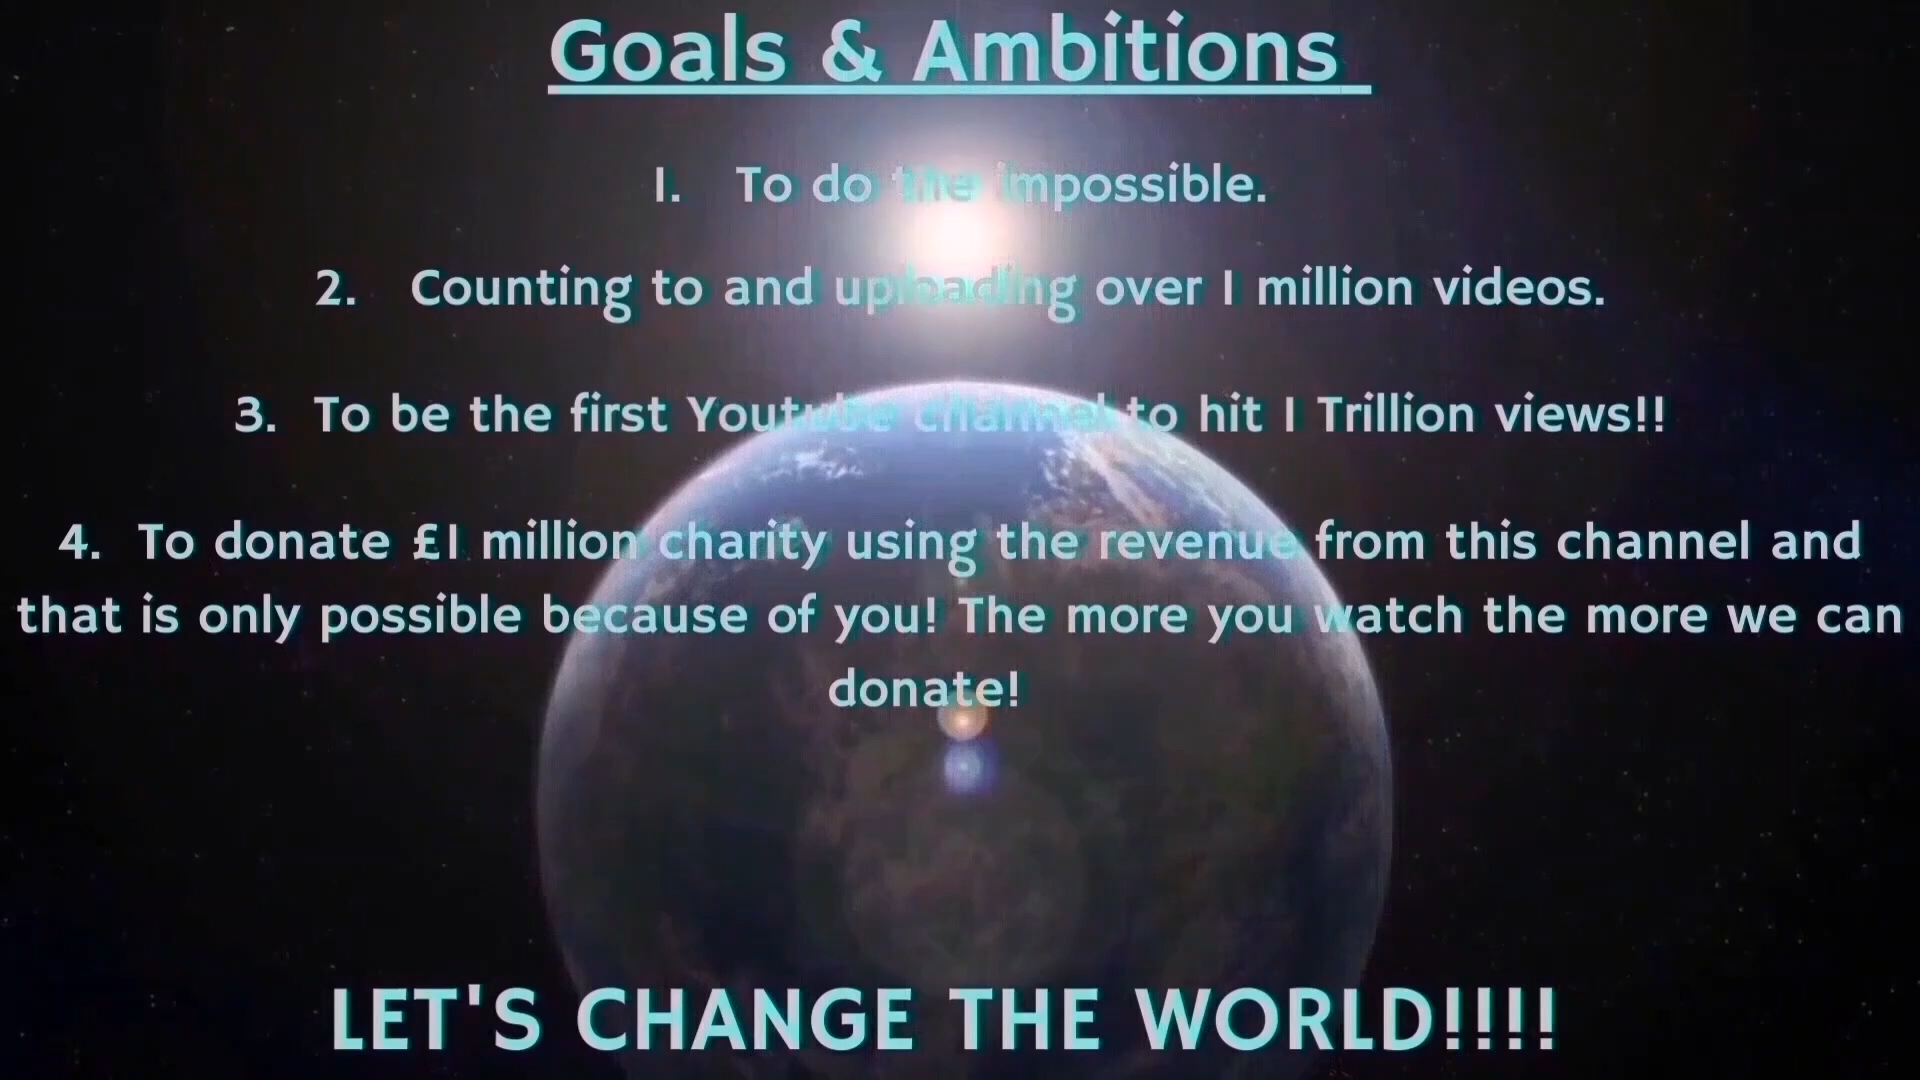 Goals & Ambitions
1. To do the impossible.
2. Counting to and uploading over 1 million videos.
3. To be the first Youtube channel to hit 1 Trillion views!!
4. To donate £1 million charity using the revenue from this channel and
that is only possible because of you! The more you watch the more we can
donate!
LET'S CHANGE THE WORLD!!!!